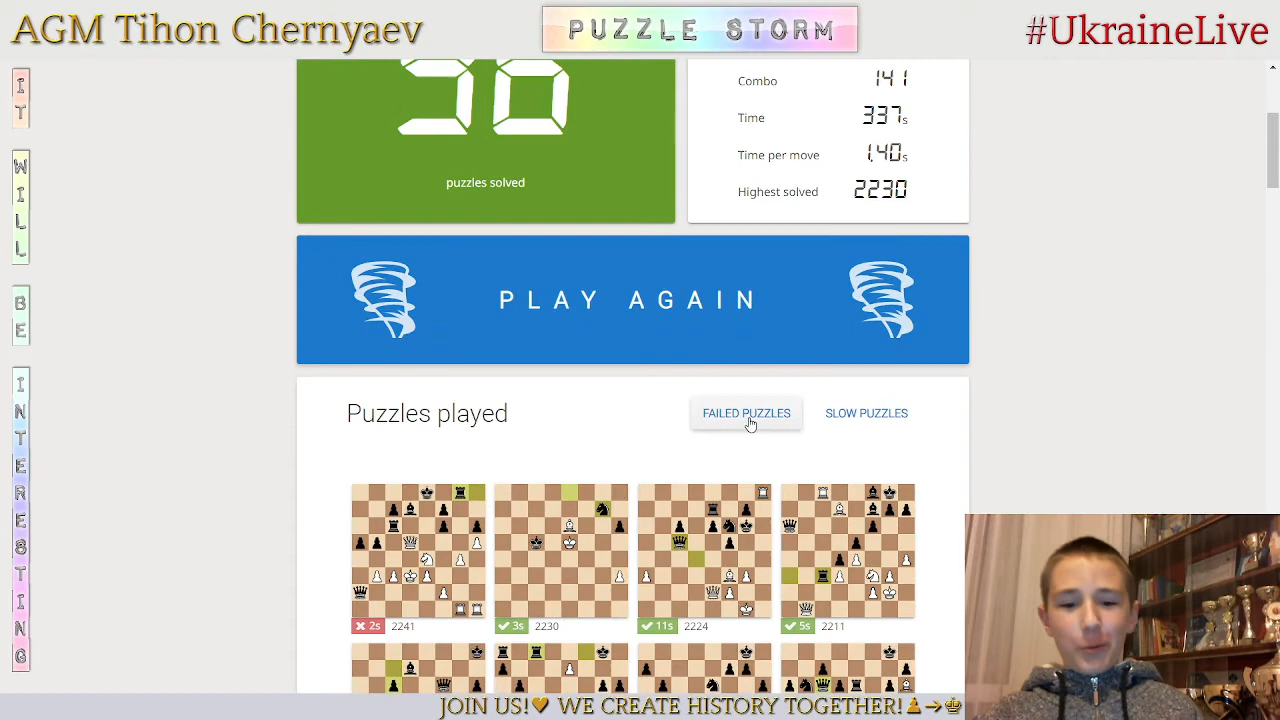 AGM Tihon Chernyaev
PUZZLE STORM
#UkraineLive
IT
WILL
BE
INTERESTING
puzzles solved
Combo 141
Time 337s
Time per move 1.40s
Highest solved 2230
PLAY AGAIN
Puzzles played
FAILED PUZZLES
SLOW PUZZLES
2s 2241
3s 2230
11s 2224
5s 2211
JOIN US! WE CREATE HISTORY TOGETHER!